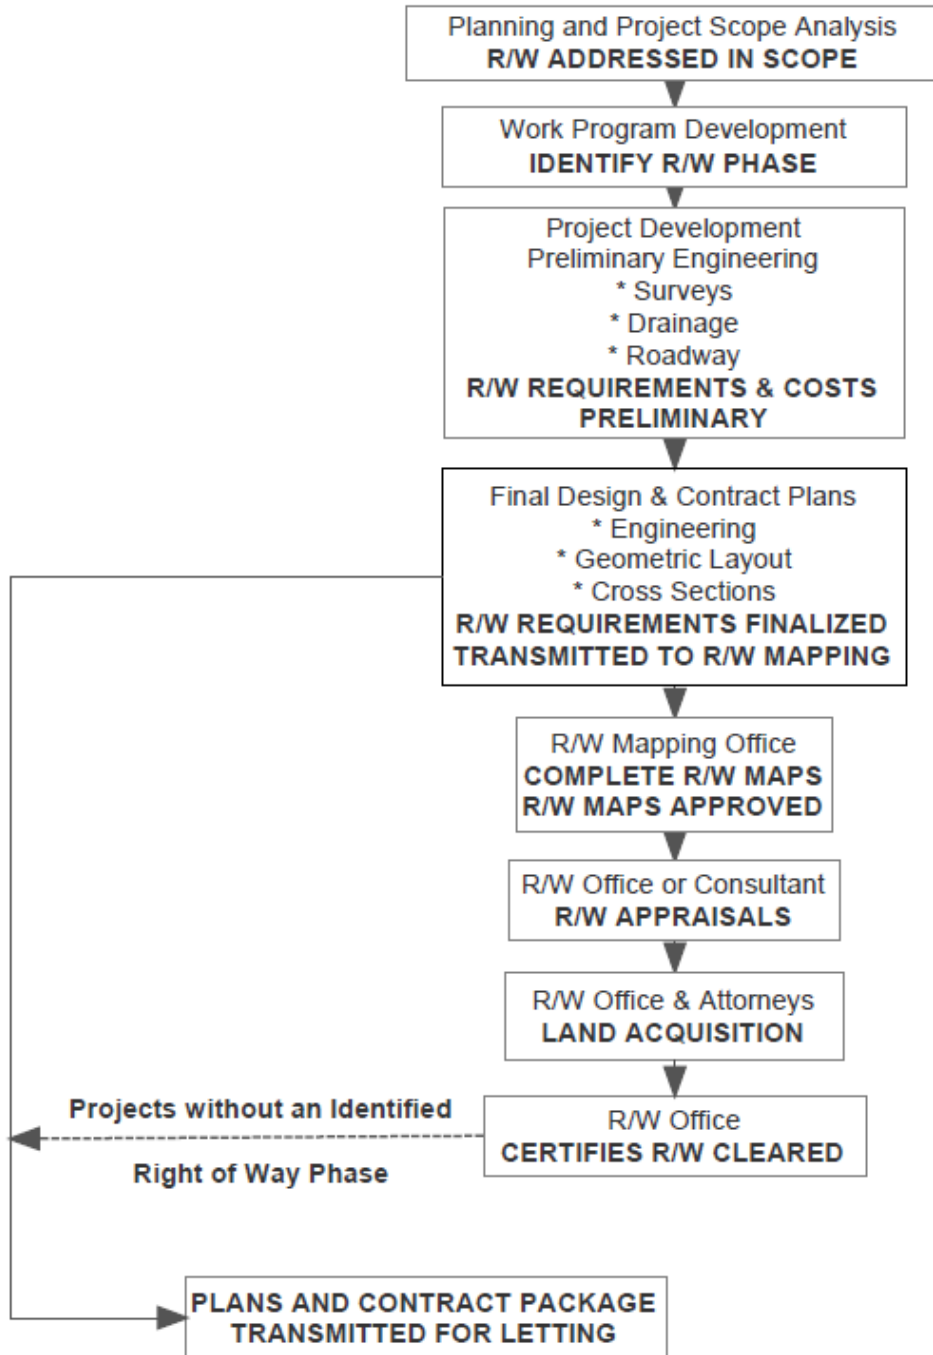 Planning and Project Scope Analysis
R/W ADDRESSED IN SCOPE
Work Program Development
IDENTIFY R/W PHASE
Project Development
Preliminary Engineering
* Surveys
* Drainage
* Roadway
R/W REQUIREMENTS & COSTS
PRELIMINARY
Final Design & Contract Plans
* Engineering
* Geometric Layout
* Cross Sections
R/W REQUIREMENTS FINALIZED
TRANSMITTED TO R/W MAPPING
R/W Mapping Office
COMPLETE R/W MAPS
R/W MAPS APPROVED
R/W Office or Consultant
R/W APPRAISALS
R/W Office & Attorneys
LAND ACQUISITION
R/W Office
CERTIFIES R/W CLEARED
Projects without an Identified
Right of Way Phase
PLANS AND CONTRACT PACKAGE
TRANSMITTED FOR LETTING